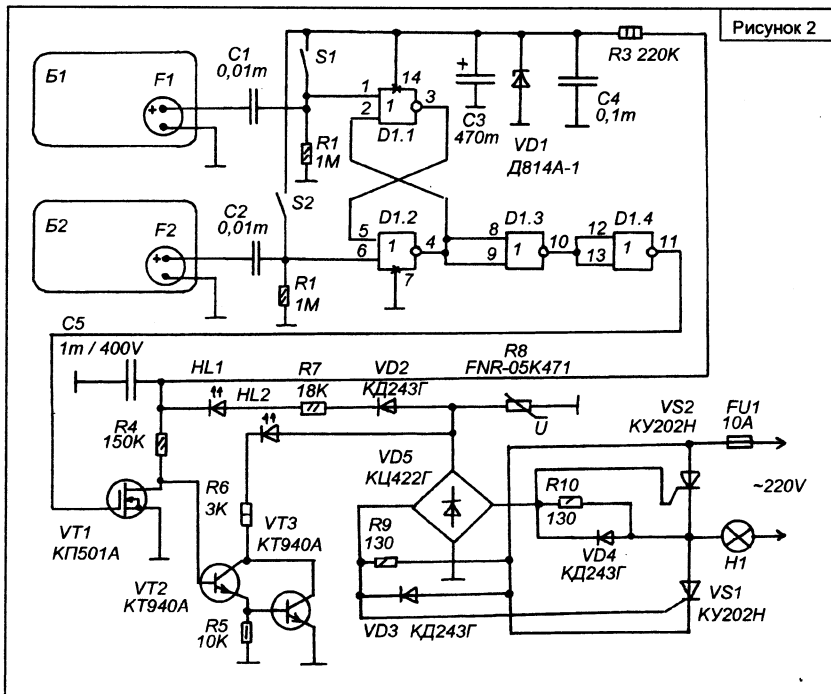 Рисунок 2
Б1
F1
+
C1
0,01m
S1
R1
1M
1
2
14
1
3
D1.1
+
C3
470m
VD1
Д814А-1
C4
0,1m
R3 220K
Б2
F2
+
C2
0,01m
S2
R1
1M
D1.2
5
6
1
4
7
D1.3
8
9
1
10
D1.4
12
13
1
11
C5
1m / 400V
HL1
HL2
R7
18K
VD2
КД243Г
R8
FNR-05K471
U
R4
150K
VT1
КП501А
R6
3K
VT3
КТ940А
VT2
КТ940А
R5
10K
VD5
КЦ422Г
R9
130
VD3 КД243Г
R10
130
VD4
КД243Г
VS2
КУ202Н
FU1
10A
~220V
H1
VS1
КУ202Н